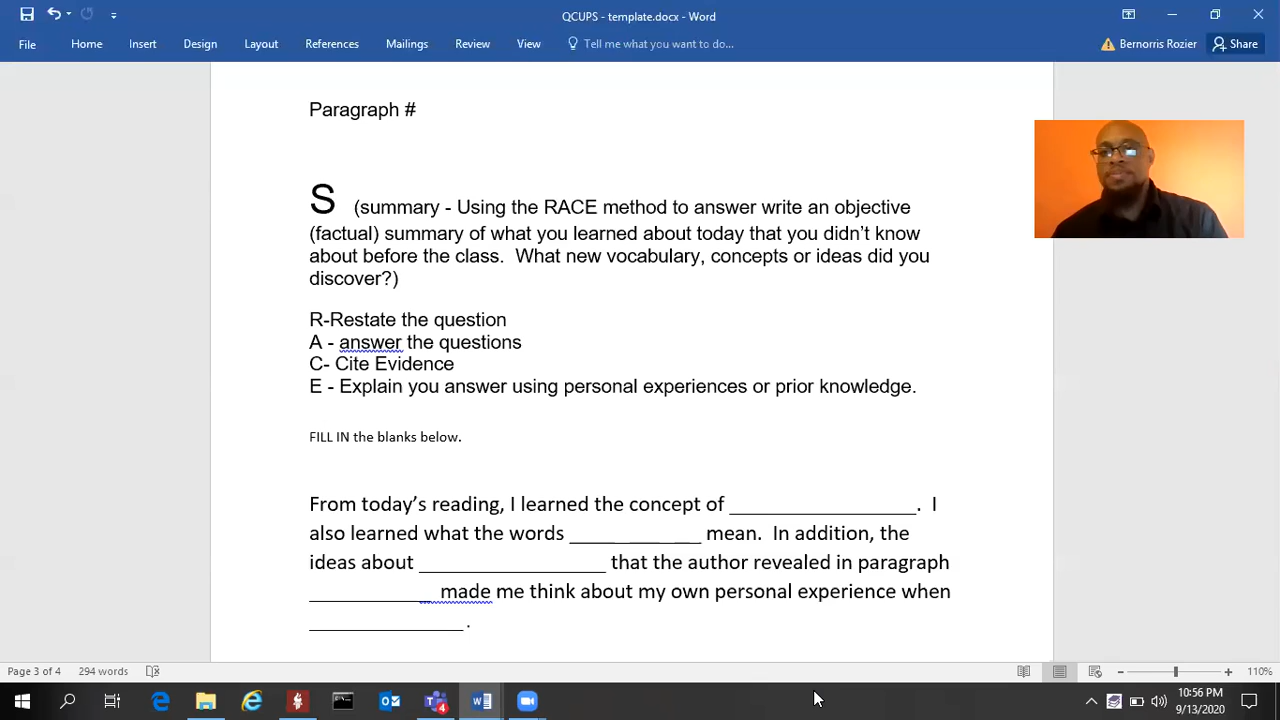 QCUPS - template.docx - Word
File Home Insert Design Layout References Mailings Review View Tell me what you want to do... Bernorris Rozier Share
Paragraph #
S (summary - Using the RACE method to answer write an objective
(factual) summary of what you learned about today that you didn’t know
about before the class. What new vocabulary, concepts or ideas did you
discover?)
R-Restate the question
A - answer the questions
C- Cite Evidence
E - Explain you answer using personal experiences or prior knowledge.
FILL IN the blanks below.
From today’s reading, I learned the concept of _________________. I
also learned what the words ____________ mean. In addition, the
ideas about _________________ that the author revealed in paragraph
___________ made me think about my own personal experience when
______________.
Page 3 of 4 294 words 110%
4
10:56 PM
9/13/2020